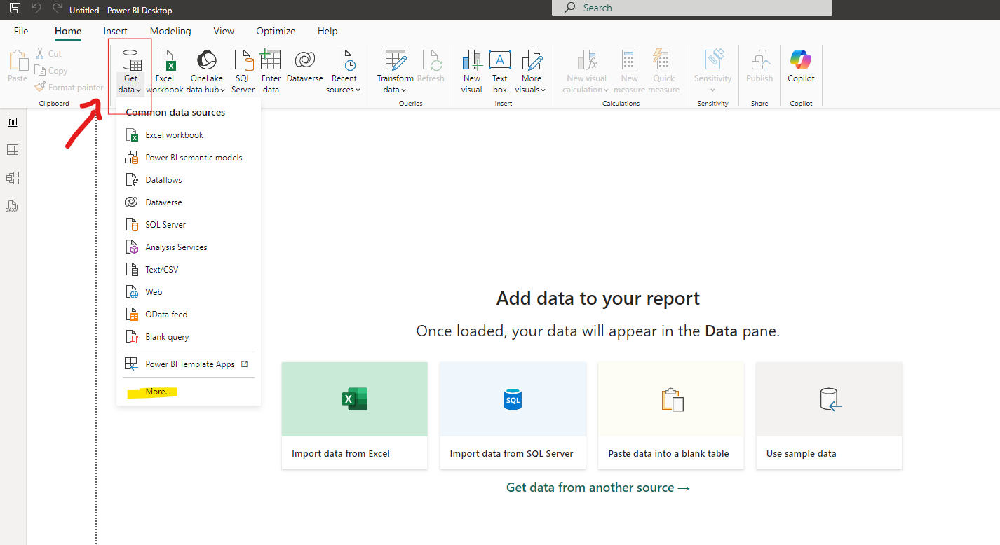 Untitled - Power BI Desktop
Search
File Home Insert Modeling View Optimize Help
Paste
Cut
Copy
Format painter
Clipboard
Get
data
Excel
workbook
OneLake
data hub
SQL
Server
Enter
data
Dataverse
Recent
sources
Transform
data
Refresh
Queries
New
visual
A
Text
box
More
visuals
Insert
New visual
calculation
New
measure
Quick
measure
Calculations
Sensitivity
Sensitivity
Publish
Share
Copilot
Copilot
DAX
Common data sources
Excel workbook
Power BI semantic models
Dataflows
Dataverse
SQL Server
Analysis Services
Text/CSV
Web
OData feed
Blank query
Power BI Template Apps
More...
Add data to your report
Once loaded, your data will appear in the Data pane.
X
SQL
Import data from Excel
Import data from SQL Server
Paste data into a blank table
Use sample data
Get data from another source →